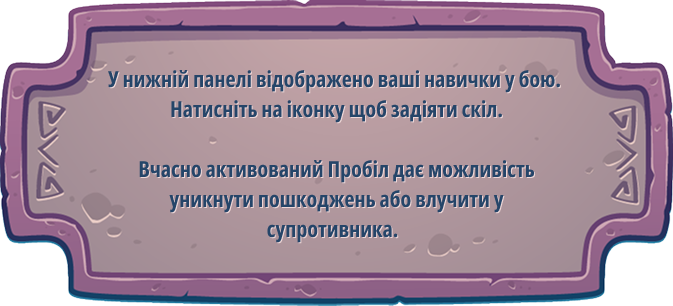 У нижній панелі відображено ваші навички у бою.
Натисніть на іконку щоб задіяти скіл.
Вчасно активований Пробіл дає можливість
уникнути пошкоджень або влучити у
супротивника.